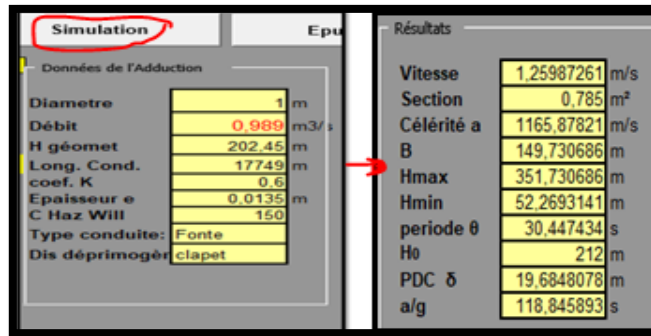 Simulation
Epu
Données de l'Adduction
Diametre 1 m
Débit 0,989 m3/s
H géomet 202,45 m
Long. Cond. 17749 m
coef. K 0,6
Epaisseur e 0,0135 m
C Haz Will 150
Type conduite: Fonte
Dis déprimogèr clapet
Résultats
Vitesse 1,25987261 m/s
Section 0,785 m²
Célérité a 1165,87821 m/s
B 149,730686 m
Hmax 351,730686 m
Hmin 52,2693141 m
periode θ 30,447434 s
H0 212 m
PDC δ 19,6848078 m
a/g 118,845893 s